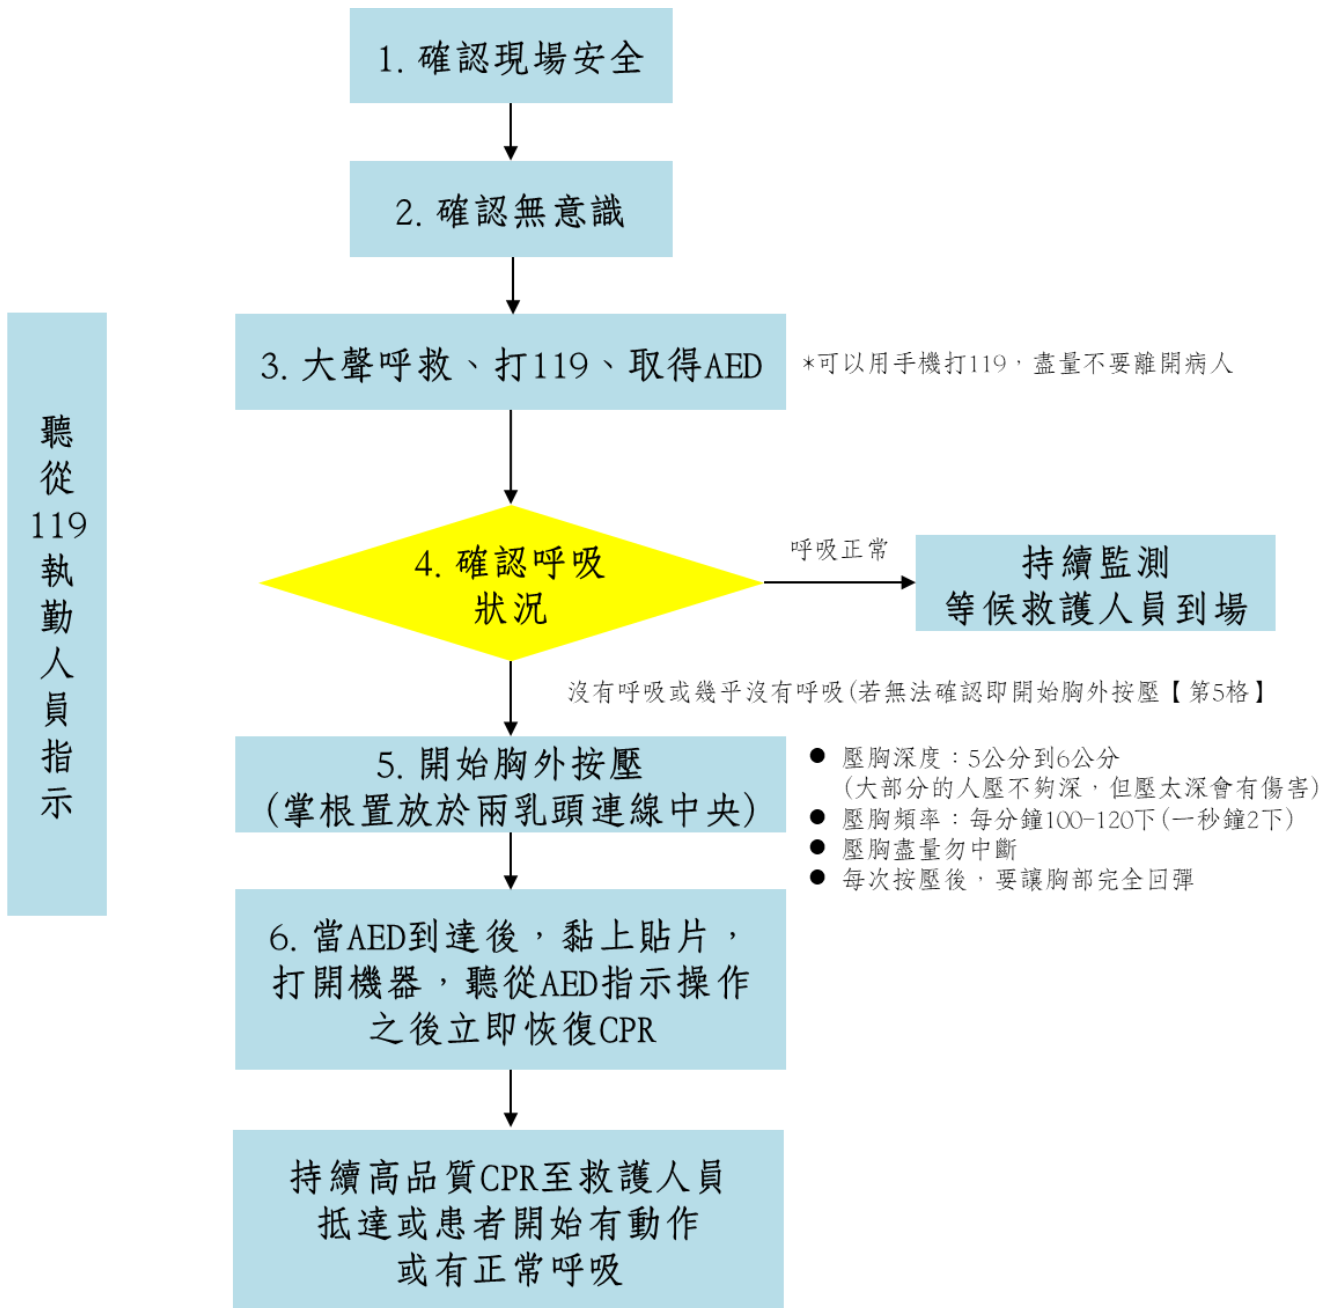 1. 確認現場安全
2. 確認無意識
3. 大聲呼救、打119、取得AED
*可以用手機打119，盡量不要離開病人
聽
從
119
執
勤
人
員
指
示
4. 確認呼吸
狀況
呼吸正常
持續監測
等候救護人員到場
沒有呼吸或幾乎沒有呼吸(若無法確認即開始胸外按壓【第5格】
5. 開始胸外按壓
(掌根置放於兩乳頭連線中央)
● 壓胸深度：5公分到6公分
(大部分的人壓不夠深，但壓太深會有傷害)
● 壓胸頻率：每分鐘100-120下(一秒鐘2下)
● 壓胸盡量勿中斷
● 每次按壓後，要讓胸部完全回彈
6. 當AED到達後，黏上貼片，
打開機器，聽從AED指示操作
之後立即恢復CPR
持續高品質CPR至救護人員
抵達或患者開始有動作
或有正常呼吸